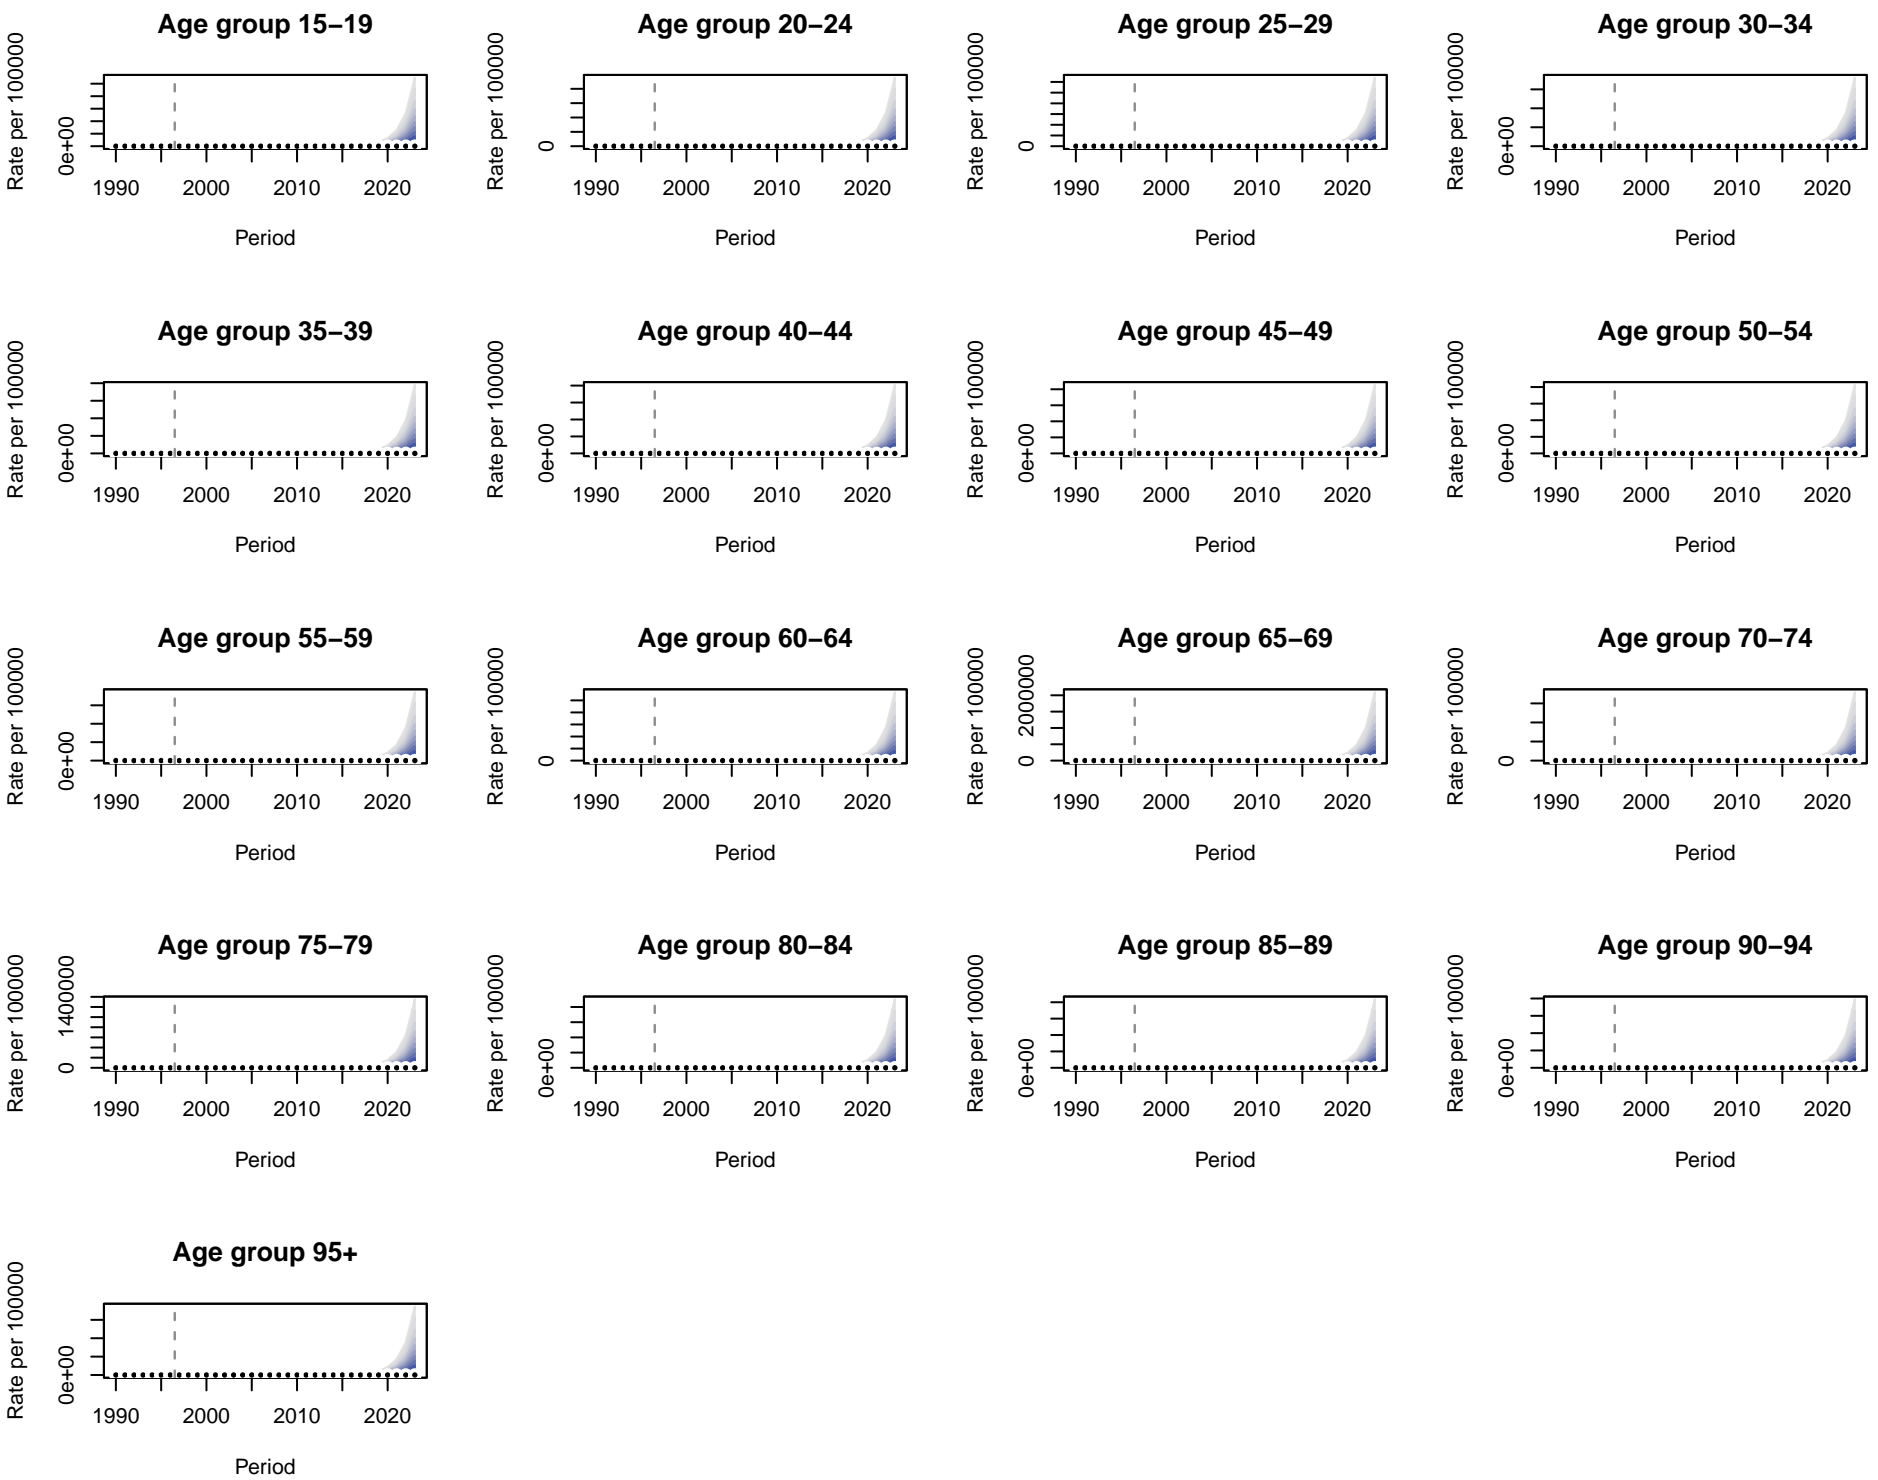 Age group 15–19
Rate per 100000
0e+00
1990 2000 2010 2020
Period
Age group 20–24
Rate per 100000
0
1990 2000 2010 2020
Period
Age group 25–29
Rate per 100000
0
1990 2000 2010 2020
Period
Age group 30–34
Rate per 100000
0e+00
1990 2000 2010 2020
Period
Age group 35–39
Rate per 100000
0e+00
1990 2000 2010 2020
Period
Age group 40–44
Rate per 100000
0e+00
1990 2000 2010 2020
Period
Age group 45–49
Rate per 100000
0e+00
1990 2000 2010 2020
Period
Age group 50–54
Rate per 100000
0e+00
1990 2000 2010 2020
Period
Age group 55–59
Rate per 100000
0e+00
1990 2000 2010 2020
Period
Age group 60–64
Rate per 100000
0
1990 2000 2010 2020
Period
Age group 65–69
Rate per 100000
0 2000000
1990 2000 2010 2020
Period
Age group 70–74
Rate per 100000
0
1990 2000 2010 2020
Period
Age group 75–79
Rate per 100000
0 1400000
1990 2000 2010 2020
Period
Age group 80–84
Rate per 100000
0e+00
1990 2000 2010 2020
Period
Age group 85–89
Rate per 100000
0e+00
1990 2000 2010 2020
Period
Age group 90–94
Rate per 100000
0e+00
1990 2000 2010 2020
Period
Age group 95+
Rate per 100000
0e+00
1990 2000 2010 2020
Period